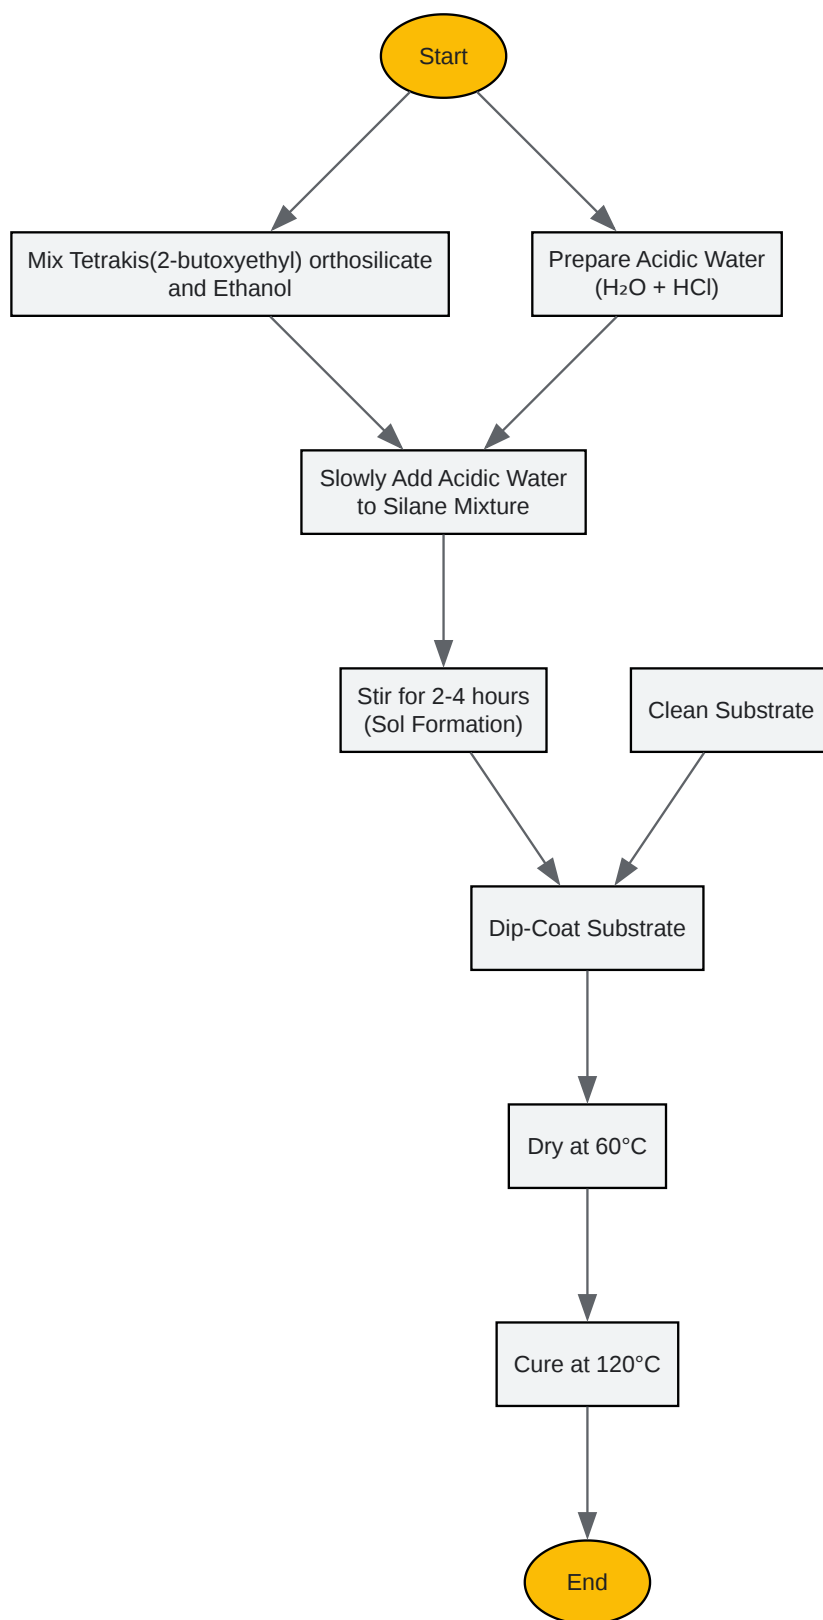 Start
Mix Tetrakis(2-butoxyethyl) orthosilicate
and Ethanol
Prepare Acidic Water
(H₂O + HCl)
Slowly Add Acidic Water
to Silane Mixture
Stir for 2-4 hours
(Sol Formation)
Clean Substrate
Dip-Coat Substrate
Dry at 60°C
Cure at 120°C
End